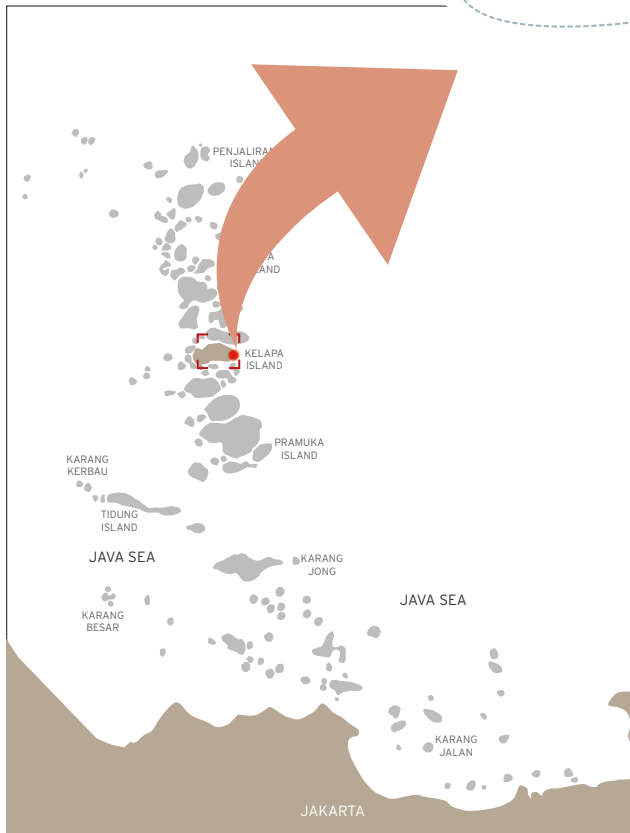 PENJALIRAN
ISLAND
KELAPA
ISLAND
PRAMUKA
ISLAND
KARANG
KERBAU
TIDUNG
ISLAND
JAVA SEA
KARANG
JONG
JAVA SEA
KARANG
BESAR
KARANG
JALAN
JAKARTA